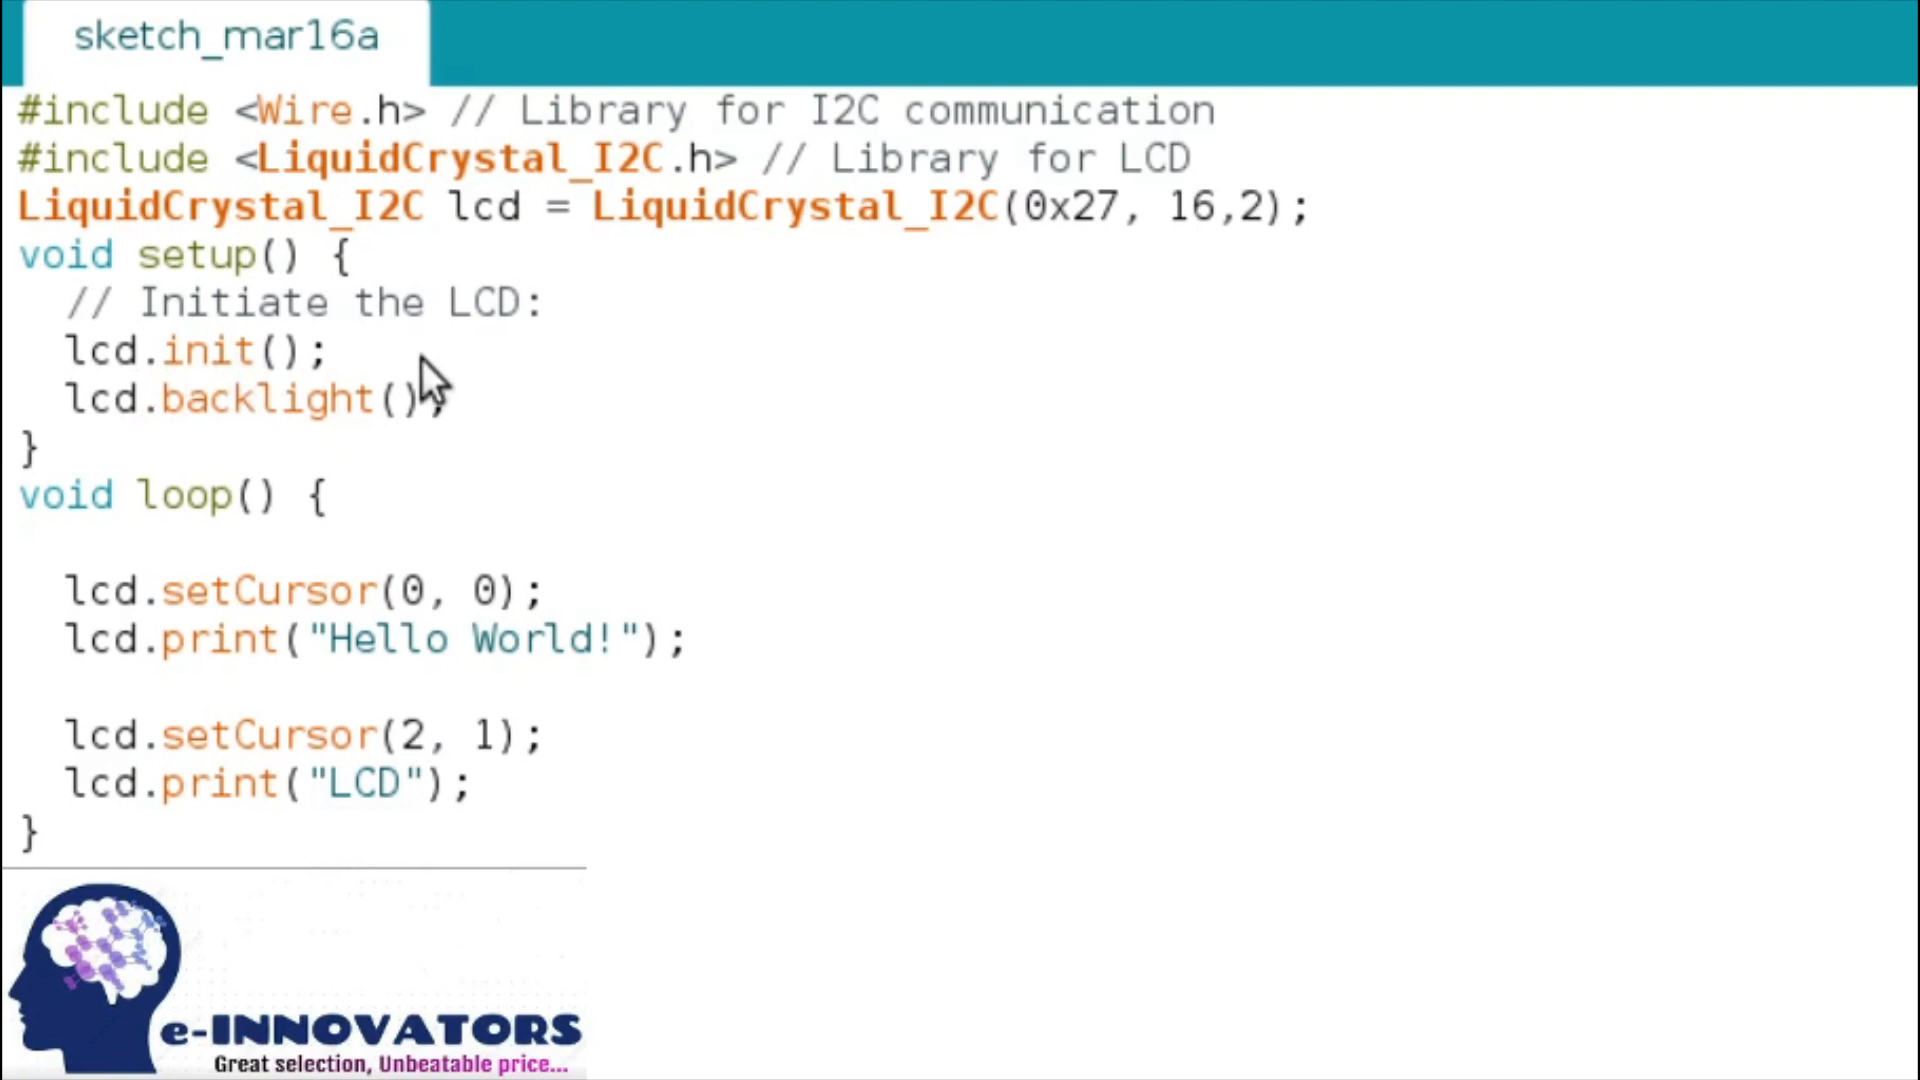 sketch_mar16a
#include <Wire.h> // Library for I2C communication
#include <LiquidCrystal_I2C.h> // Library for LCD
LiquidCrystal_I2C lcd = LiquidCrystal_I2C(0x27, 16,2);
void setup() {
  // Initiate the LCD:
  lcd.init();
  lcd.backlight();
}
void loop() {
  lcd.setCursor(0, 0);
  lcd.print("Hello World!");
  lcd.setCursor(2, 1);
  lcd.print("LCD");
}
e-INNOVATORS
Great selection, Unbeatable price...